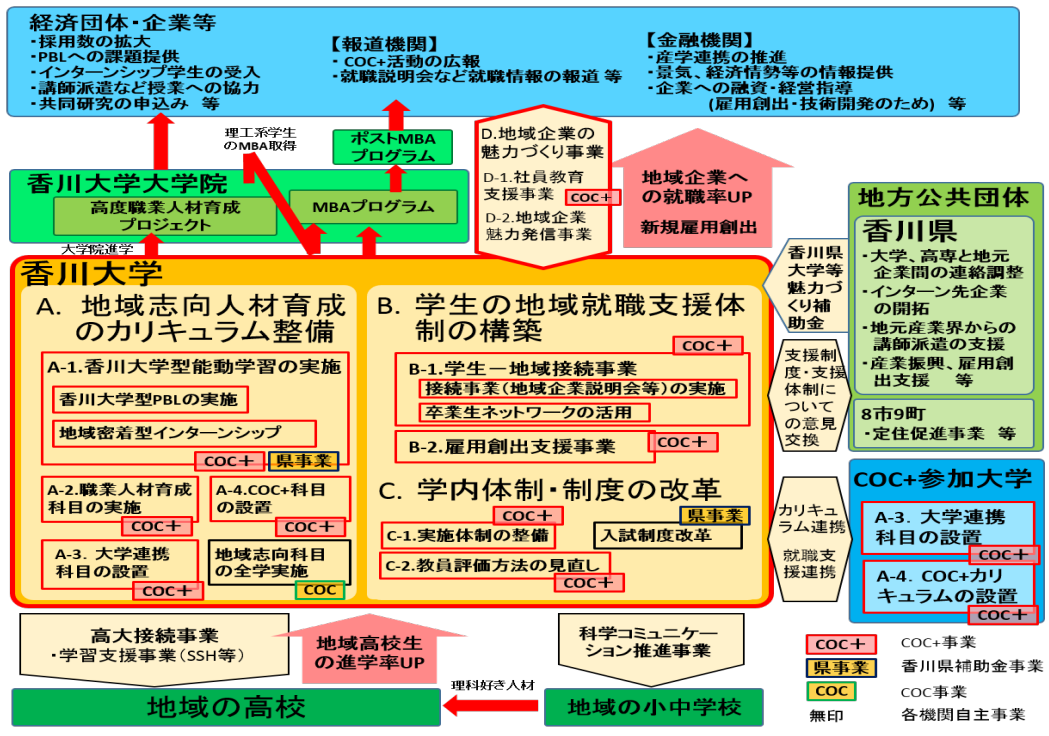 経済団体・企業等
・採用数の拡大
・PBLへの課題提供
・インターンシップ学生の受入
・講師派遣など授業への協力
・共同研究の申込み 等
【報道機関】
・COC+活動の広報
・就職説明会など就職情報の報道 等
【金融機関】
・産学連携の推進
・景気、経済情勢等の情報提供
・企業への融資・経営指導
(雇用創出・技術開発のため) 等
理工系学生
のMBA取得
ポストMBA
プログラム
D.地域企業の
魅力づくり事業
D-1.社員教育
支援事業
COC+
D-2.地域企業
魅力発信事業
地域企業へ
の就職率UP
新規雇用創出
香川大学大学院
高度職業人材育成
プロジェクト
MBAプログラム
大学院進学
地方公共団体
香川県
・大学、高専と地元
企業間の連絡調整
・インターン先企業
の開拓
・地元産業界からの
講師派遣の支援
・産業振興、雇用創
出支援 等
8市9町
・定住促進事業 等
香川県
大学等
魅力づ
くり補
助金
支援制
度・支援
体制に
ついて
の意見
交換
香川大学
A. 地域志向人材育成
のカリキュラム整備
A-1.香川大学型能動学習の実施
香川大学型PBLの実施
地域密着型インターンシップ
COC+
県事業
A-2.職業人材育成
科目の実施
COC+
A-4.COC+科目
の設置
COC+
A-3. 大学連携
科目の設置
COC+
地域志向科目
の全学実施
COC
B. 学生の地域就職支援体
制の構築
COC+
B-1.学生ー地域接続事業
接続事業(地域企業説明会等)の実施
卒業生ネットワークの活用
B-2.雇用創出支援事業
COC+
C. 学内体制・制度の改革
COC+
県事業
C-1.実施体制の整備
入試制度改革
C-2.教員評価方法の見直し
COC+
カリキュ
ラム連携
就職支
援連携
COC+参加大学
A-3. 大学連携
科目の設置
COC+
A-4. COC+カリ
キュラムの設置
COC+
高大接続事業
・学習支援事業(SSH等)
地域高校生
の進学率UP
科学コミュニケー
ション推進事業
地域の高校
理科好き人材
地域の小中学校
COC+
COC+事業
県事業
香川県補助金事業
COC
COC事業
無印
各機関自主事業